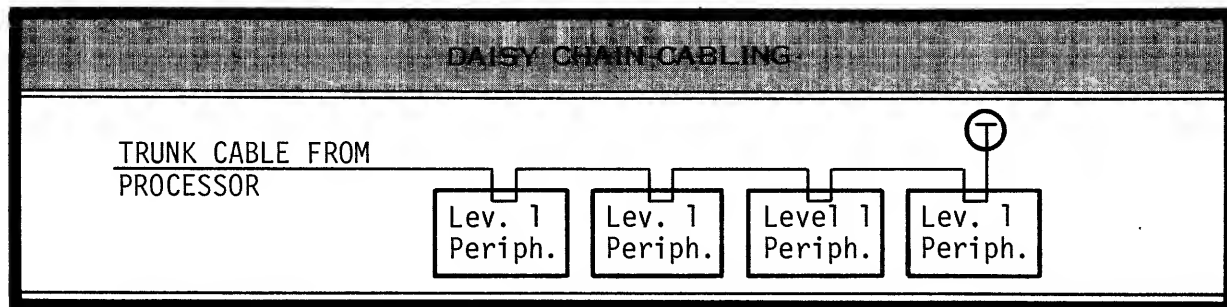 DAISY CHAIN CABLING
T
TRUNK CABLE FROM
PROCESSOR
Lev. 1
Periph.
Lev. 1
Periph.
Level 1
Periph.
Lev. 1
Periph.